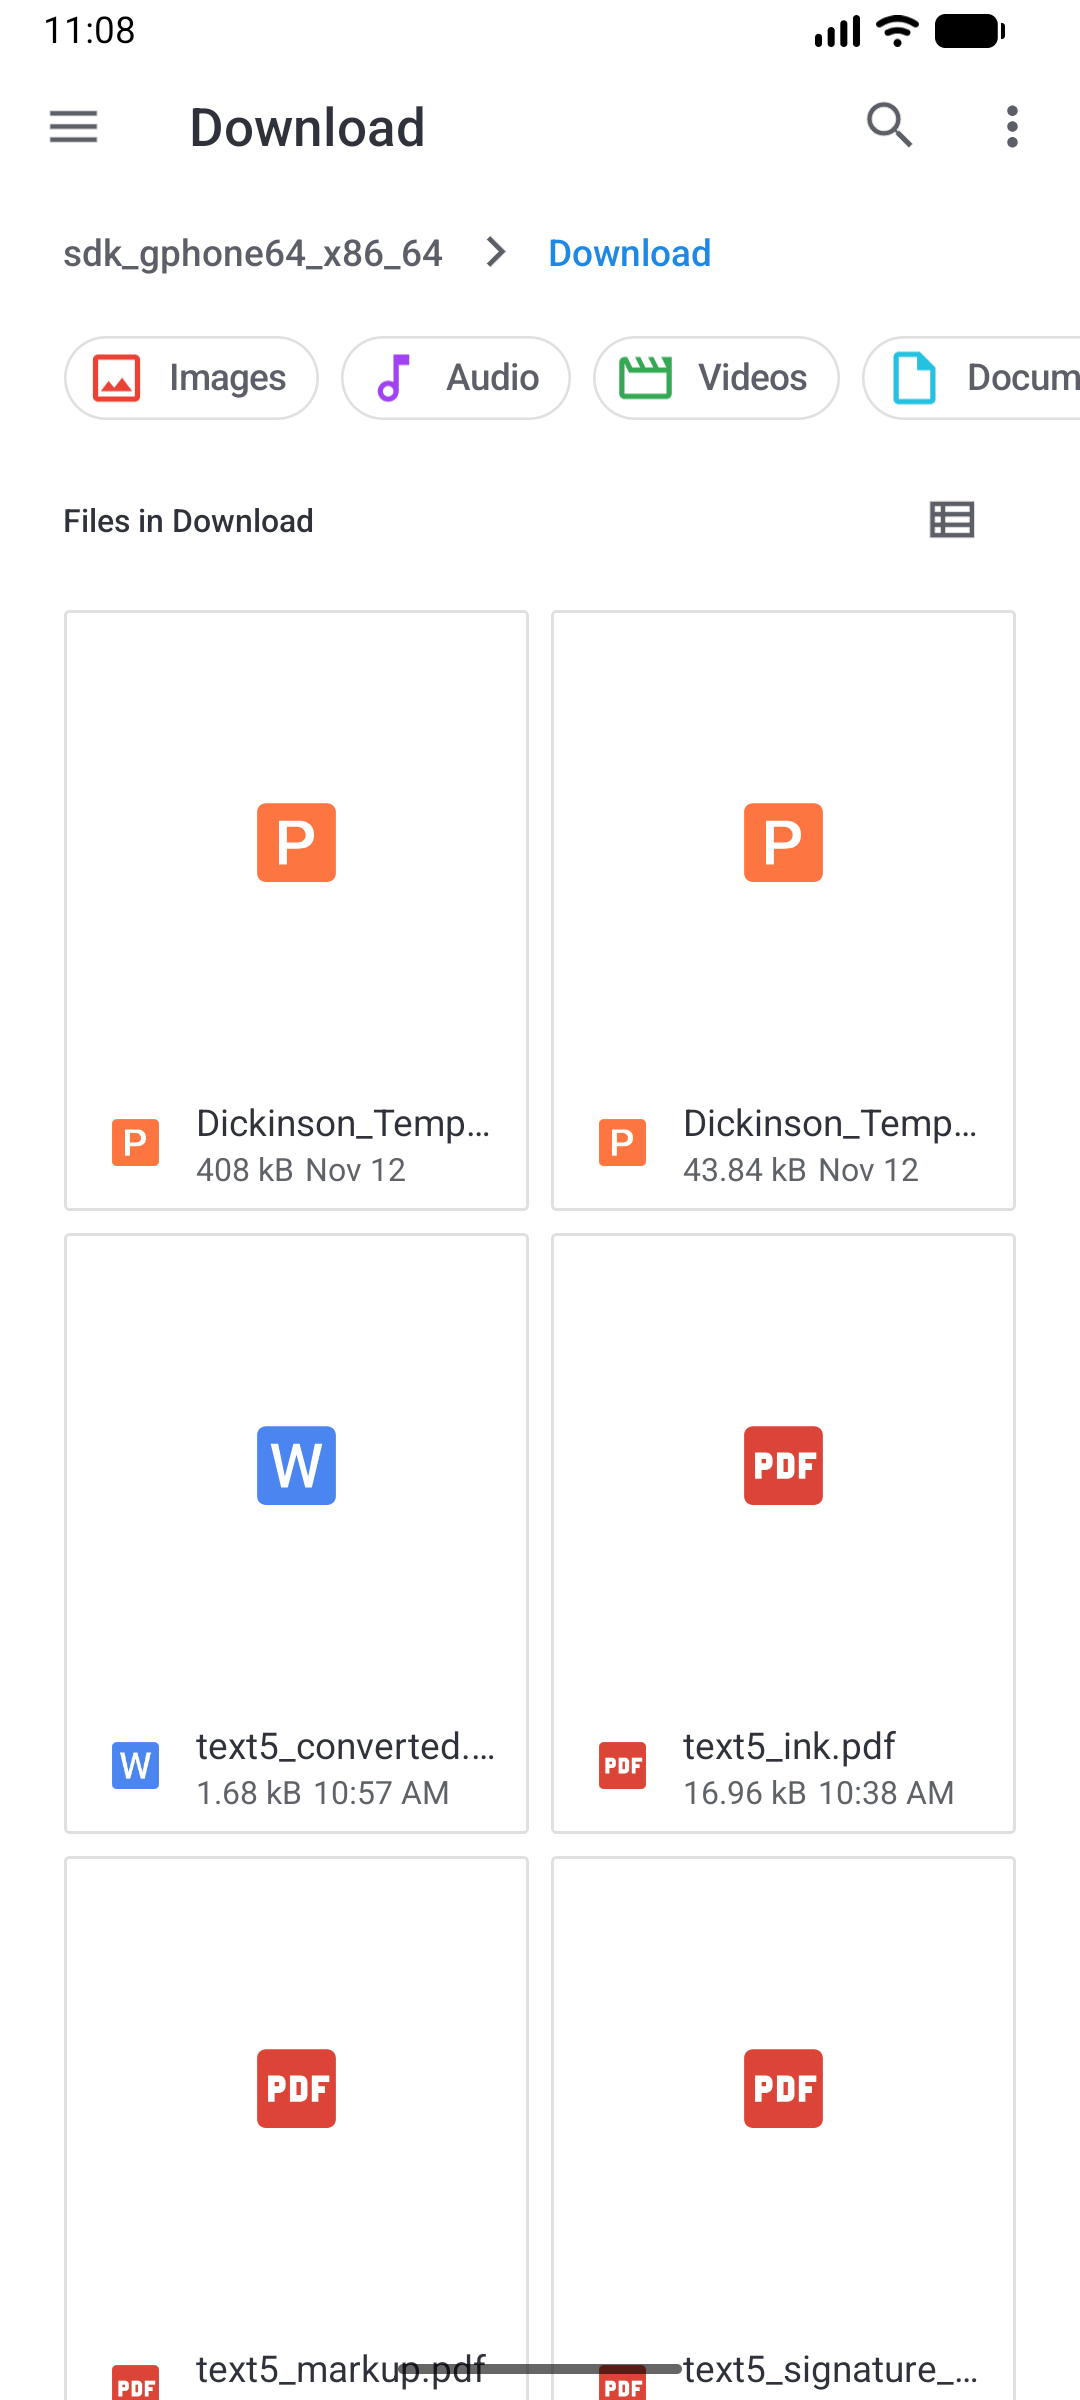 11:08
Download
sdk_gphone64_x86_64 > Download
Images Audio Videos Docum
Files in Download
P P
P Dickinson_Temp... P Dickinson_Temp...
408 kB Nov 12 43.84 kB Nov 12
W PDF
W text5_converted.... PDF text5_ink.pdf
1.68 kB 10:57 AM 16.96 kB 10:38 AM
PDF PDF
PDF text5_markup.pdf PDF text5_signature_...